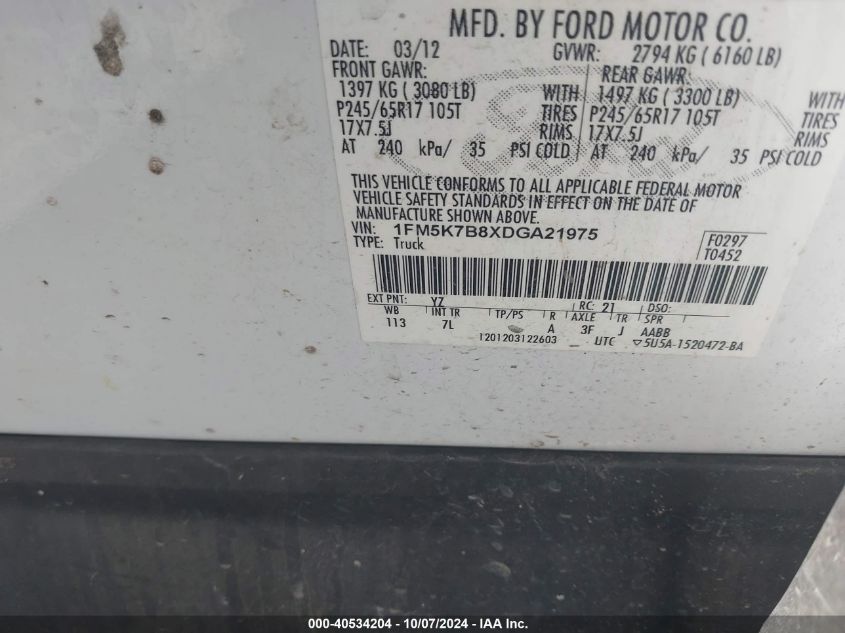 MFD. BY FORD MOTOR CO.
DATE: 03/12 GVWR: 2794 KG ( 6160 LB)
FRONT GAWR: REAR GAWR:
1397 KG ( 3080 LB) WITH 1497 KG ( 3300 LB) WITH
P245/65R17 105T TIRES P245/65R17 105T TIRES
17X7.5J RIMS 17X7.5J RIMS
AT 240 kPa/ 35 PSI COLD AT 240 kPa/ 35 PSI COLD
Ford
THIS VEHICLE CONFORMS TO ALL APPLICABLE FEDERAL MOTOR
VEHICLE SAFETY STANDARDS IN EFFECT ON THE DATE OF
MANUFACTURE SHOWN ABOVE.
VIN: 1FM5K7B8XDGA21975 F0297
TYPE: Truck T0452
EXT PNT: YZ RC: 21 DSO:
WB INT TR TP/PS R AXLE TR SPR
113 7L A 3F J AABB
1201203122603 UTC ▽5U5A-1520472-BA
000-40534204 - 10/07/2024 - IAA Inc.